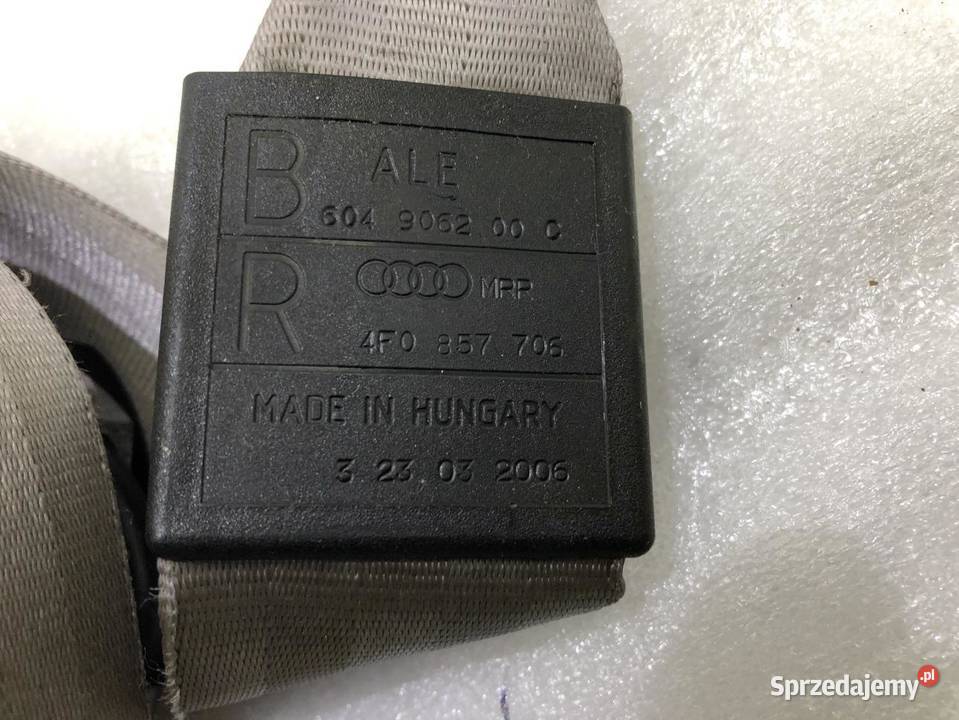 B ALE
604 9062 00 C
R MRP
4F0 857 706
MADE IN HUNGARY
3 23 03 2006
Sprzedajemy.pl